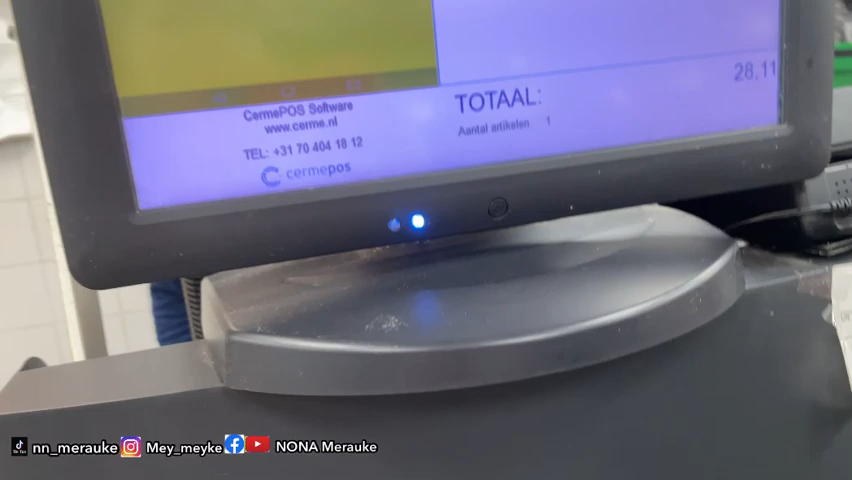 CermePOS Software
www.cerme.nl
TEL: +31 70 404 18 12
cermepos
TOTAAL:
28,11
Aantal artikelen 1
nn_merauke Mey_meyke NONA Merauke